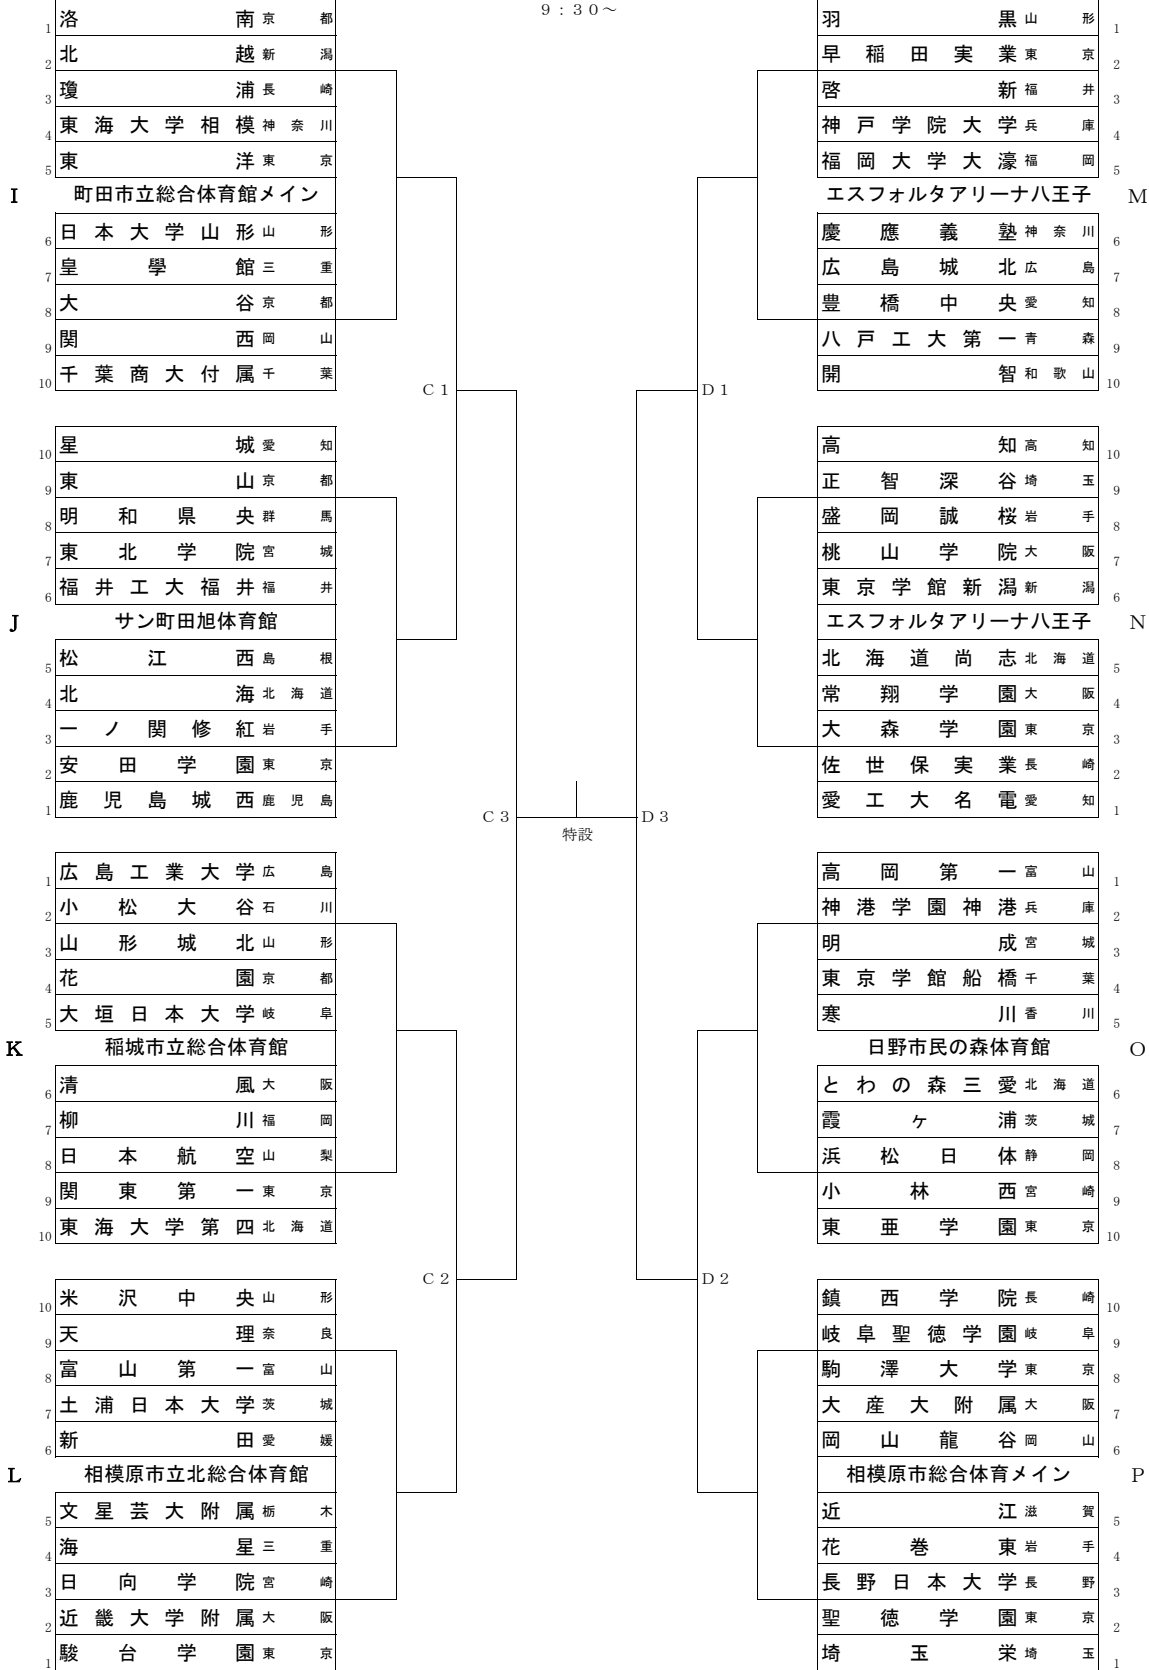 9:30～
1 洛南 京都
2 北越 新潟
3 瓊浦 長崎
4 東海大学相模 神奈川
5 東洋 東京
I 町田市立総合体育館メイン
6 日本大学山形 山形
7 皇學館 三重
8 大谷 京都
9 関西 岡山
10 千葉商大付属 千葉
C1
10 星城 愛知
9 東山 京都
8 明和県央 群馬
7 東北学院 宮城
6 福井工大福井 福井
J サン町田旭体育館
5 松江西 島根
4 北海 北海道
3 一ノ関修紅 岩手
2 安田学園 東京
1 鹿児島城西 鹿児島
C3
1 広島工業大学 広島
2 小松大谷 石川
3 山形城北 山形
4 花園 京都
5 大垣日本大学 岐阜
K 稲城市立総合体育館
6 清風 大阪
7 柳川 福岡
8 日本航空 山梨
9 関東第一 東京
10 東海大学第四 北海道
C2
10 米沢中央 山形
9 天理 奈良
8 富山第一 富山
7 土浦日本大学 茨城
6 新田 愛媛
L 相模原市立北総合体育館
5 文星芸大附属 栃木
4 海星 三重
3 日向学院 宮崎
2 近畿大学附属 大阪
1 駿台学園 東京
特設
羽黒 山形 1
早稲田実業 東京 2
啓新 福井 3
神戸学院大学 兵庫 4
福岡大学大濠 福岡 5
エスフォルタアリーナ八王子 M
慶應義塾 神奈川 6
広島城北 広島 7
豊橋中央 愛知 8
八戸工大第一 青森 9
開智 和歌山 10
D1
高知 高知 10
正智深谷 埼玉 9
盛岡誠桜 岩手 8
桃山学院 大阪 7
東京学館新潟 新潟 6
エスフォルタアリーナ八王子 N
北海道尚志 北海道 5
常翔学園 大阪 4
大森学園 東京 3
佐世保実業 長崎 2
愛工大名電 愛知 1
D3
高岡第一 富山 1
神港学園神港 兵庫 2
明成 宮城 3
東京学館船橋 千葉 4
寒川 香川 5
日野市民の森体育館 O
とわの森三愛 北海道 6
霞ヶ浦 茨城 7
浜松日体 静岡 8
小林西 宮崎 9
東亜学園 東京 10
D2
鎮西学院 長崎 10
岐阜聖徳学園 岐阜 9
駒澤大学 東京 8
大産大附属 大阪 7
岡山龍谷 岡山 6
相模原市総合体育メイン P
近江 滋賀 5
花巻東 岩手 4
長野日本大学 長野 3
聖徳学園 東京 2
埼玉栄 埼玉 1